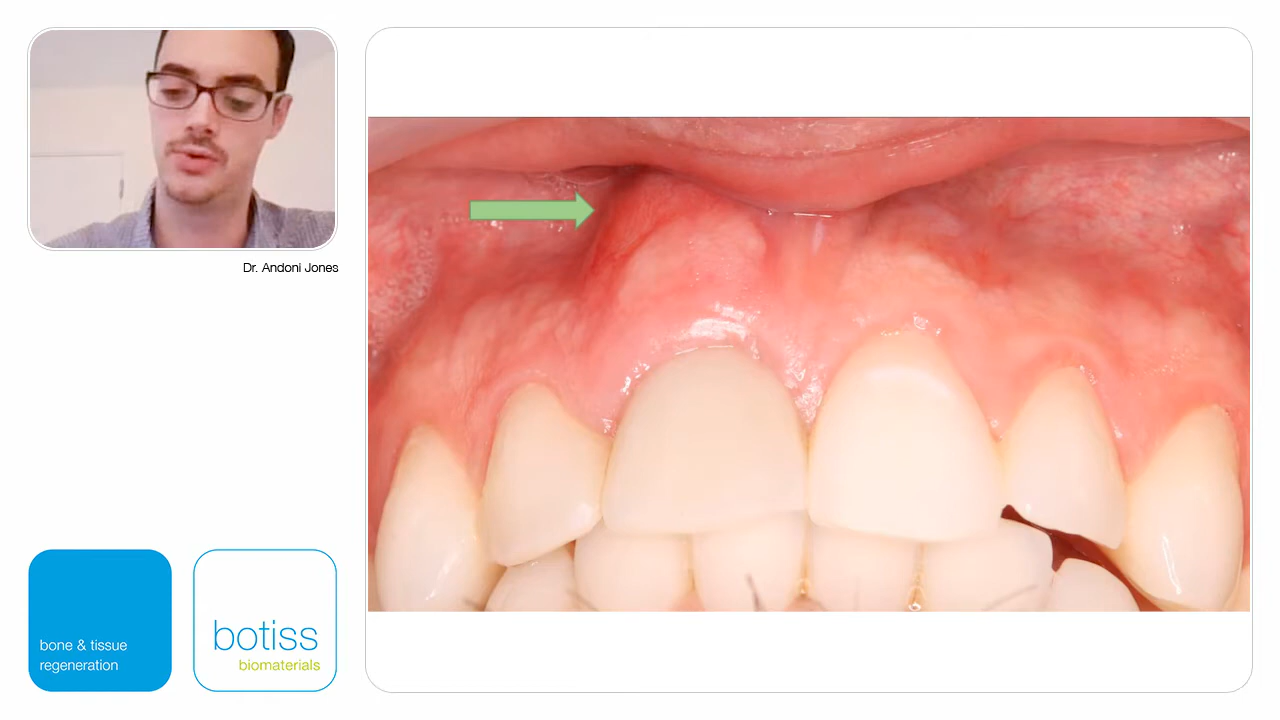 Dr. Andoni Jones
bone & tissue
regeneration
botiss
biomaterials